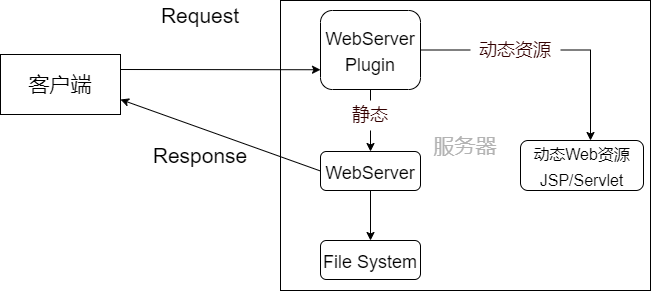 Request
WebServer
Plugin
动态资源
客户端
静态
服务器
Response
WebServer
动态Web资源
JSP/Servlet
File System